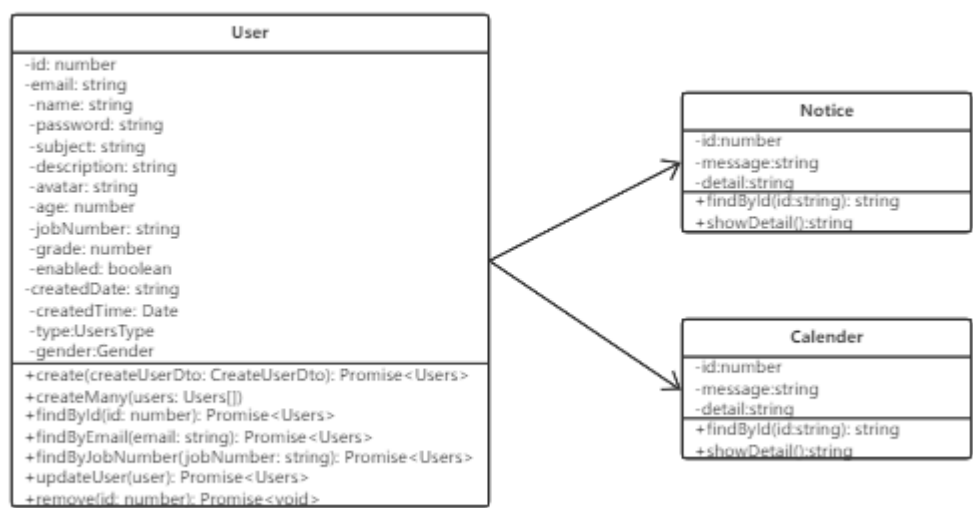 User
-id: number
-email: string
-name: string
-password: string
-subject: string
-description: string
-avatar: string
-age: number
-jobNumber: string
-grade: number
-enabled: boolean
-createdDate: string
-createdTime: Date
-type:UsersType
-gender:Gender
+create(createUserDto: CreateUserDto): Promise<Users>
+createMany(users: Users[])
+findById(id: number): Promise<Users>
+findByEmail(email: string): Promise<Users>
+findByJobNumber(jobNumber: string): Promise<Users>
+updateUser(user): Promise<Users>
+remove(id: number): Promise<void>
Notice
-id:number
-message:string
-detail:string
+findById(id:string): string
+showDetail():string
Calender
-id:number
-message:string
-detail:string
+findById(id:string): string
+showDetail():string